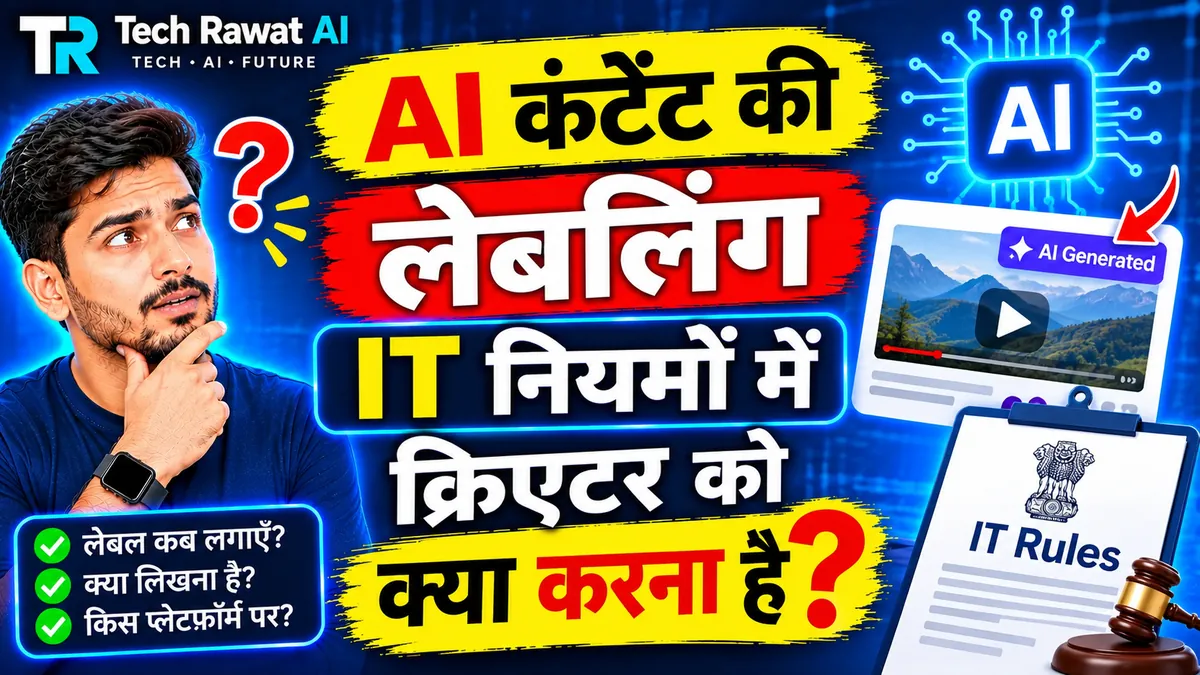 TR Tech Rawat AI
TECH • AI • FUTURE
?
AI कंटेंट की
लेबलिंग
IT नियमों में
क्रिएटर को
क्या करना है?
AI
AI Generated
IT Rules
लेबल कब लगाएँ?
क्या लिखना है?
किस प्लेटफ़ॉर्म पर?